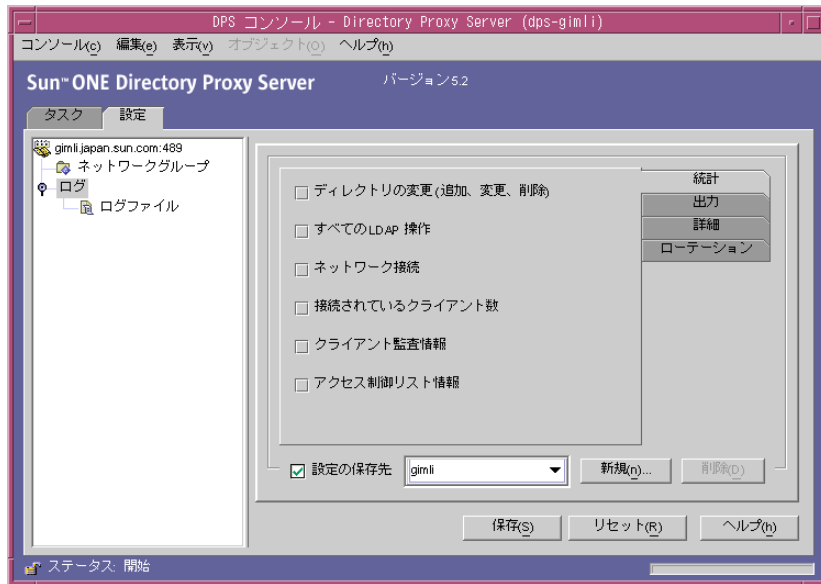 DPS コンソール - Directory Proxy Server (dps-gimli)
コンソール(c) 編集(e) 表示(v) オブジェクト(o) ヘルプ(h)
Sun™ ONE Directory Proxy Server バージョン5.2
タスク 設定
gimli.japan.sun.com:489
ネットワークグループ
ログ
ログファイル
ディレクトリの変更(追加、変更、削除)
すべてのLDAP 操作
ネットワーク接続
接続されているクライアント数
クライアント監査情報
アクセス制御リスト情報
統計
出力
詳細
ローテーション
設定の保存先 gimli 新規(n)... 削除(D)
保存(S) リセット(R) ヘルプ(h)
ステータス: 開始